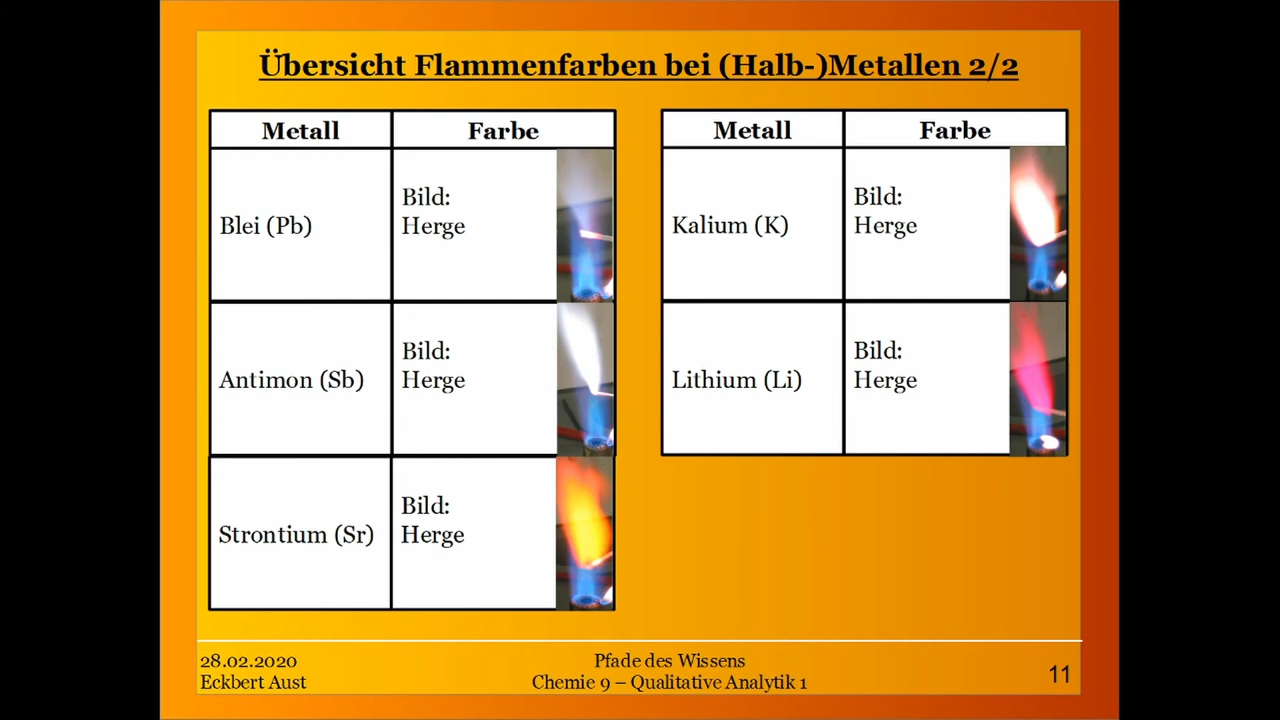 Übersicht Flammenfarben bei (Halb-)Metallen 2/2
Metall Farbe
Blei (Pb)
Bild:
Herge
Antimon (Sb)
Bild:
Herge
Strontium (Sr)
Bild:
Herge
Metall Farbe
Kalium (K)
Bild:
Herge
Lithium (Li)
Bild:
Herge
28.02.2020
Eckbert Aust
Pfade des Wissens
Chemie 9 – Qualitative Analytik 1
11